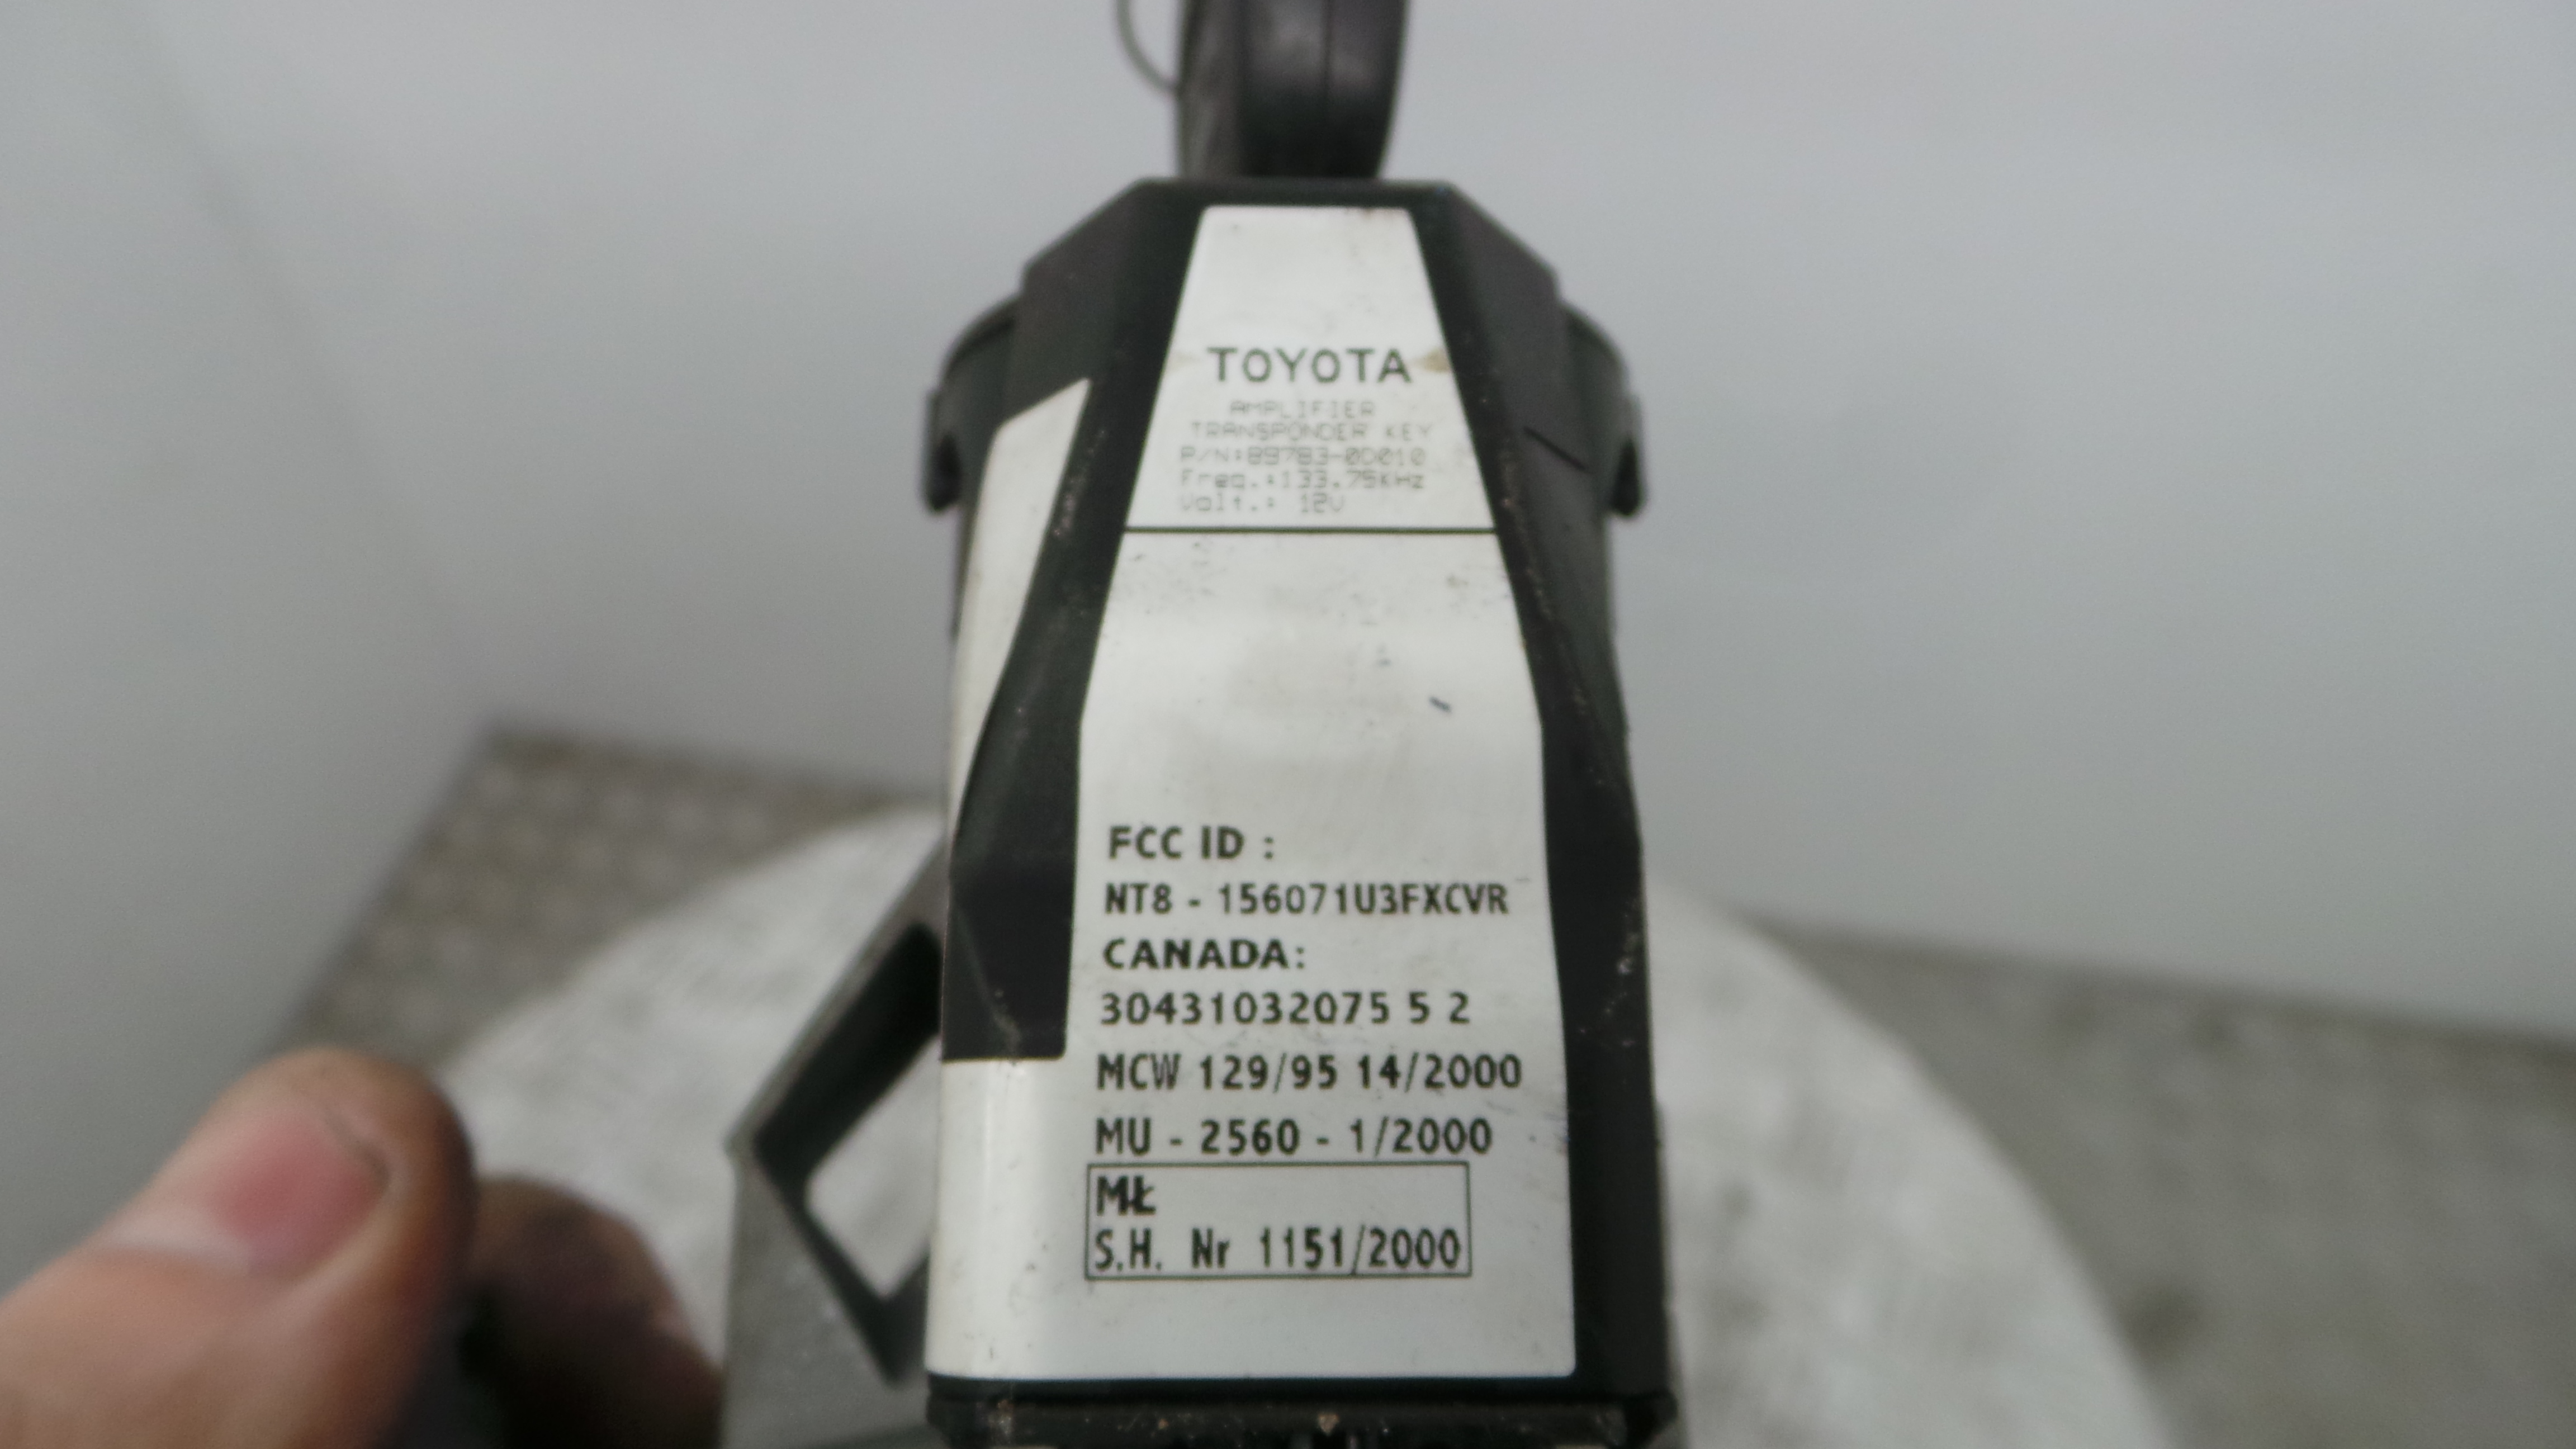 TOYOTA
AMPLIFIER
TRANSPONDER KEY
P/N:89783-0D010
Freq.:133.75KHz
Volt.: 12V
FCC ID :
NT8 - 156071U3FXCVR
CANADA:
30431032075 5 2
MCW 129/95 14/2000
MU - 2560 - 1/2000
MŁ
S.H. Nr 1151/2000